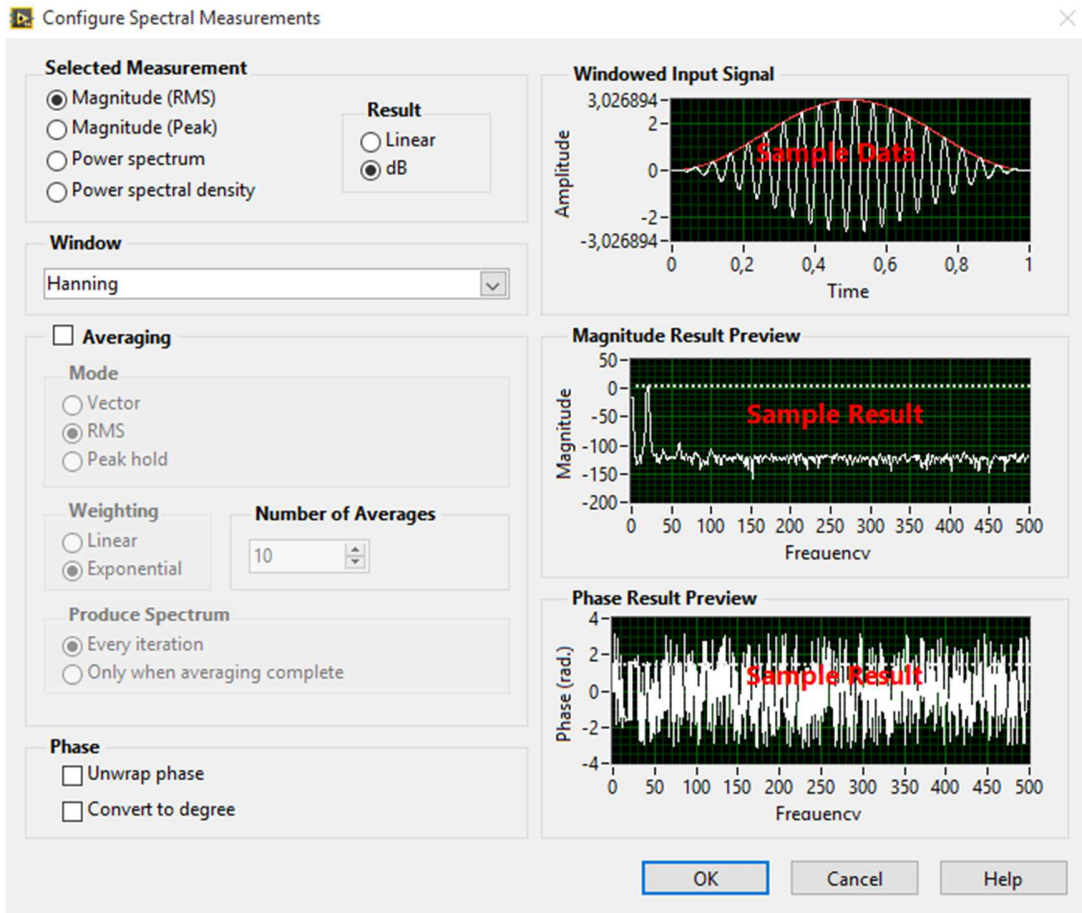 Configure Spectral Measurements
Selected Measurement
Magnitude (RMS)
Magnitude (Peak)
Power spectrum
Power spectral density
Result
Linear
dB
Window
Hanning
Averaging
Mode
Vector
RMS
Peak hold
Weighting
Linear
Exponential
Number of Averages
10
Produce Spectrum
Every iteration
Only when averaging complete
Phase
Unwrap phase
Convert to degree
Windowed Input Signal
3,026894
2
0
-2
-3,026894
Amplitude
Sample Data
0 0,2 0,4 0,6 0,8 1
Time
Magnitude Result Preview
50
0
-50
-100
-150
-200
Magnitude
Sample Result
0 50 100 150 200 250 300 350 400 450 500
Frequency
Phase Result Preview
4
2
0
-2
-4
Phase (rad.)
Sample Result
0 50 100 150 200 250 300 350 400 450 500
Frequency
OK Cancel Help